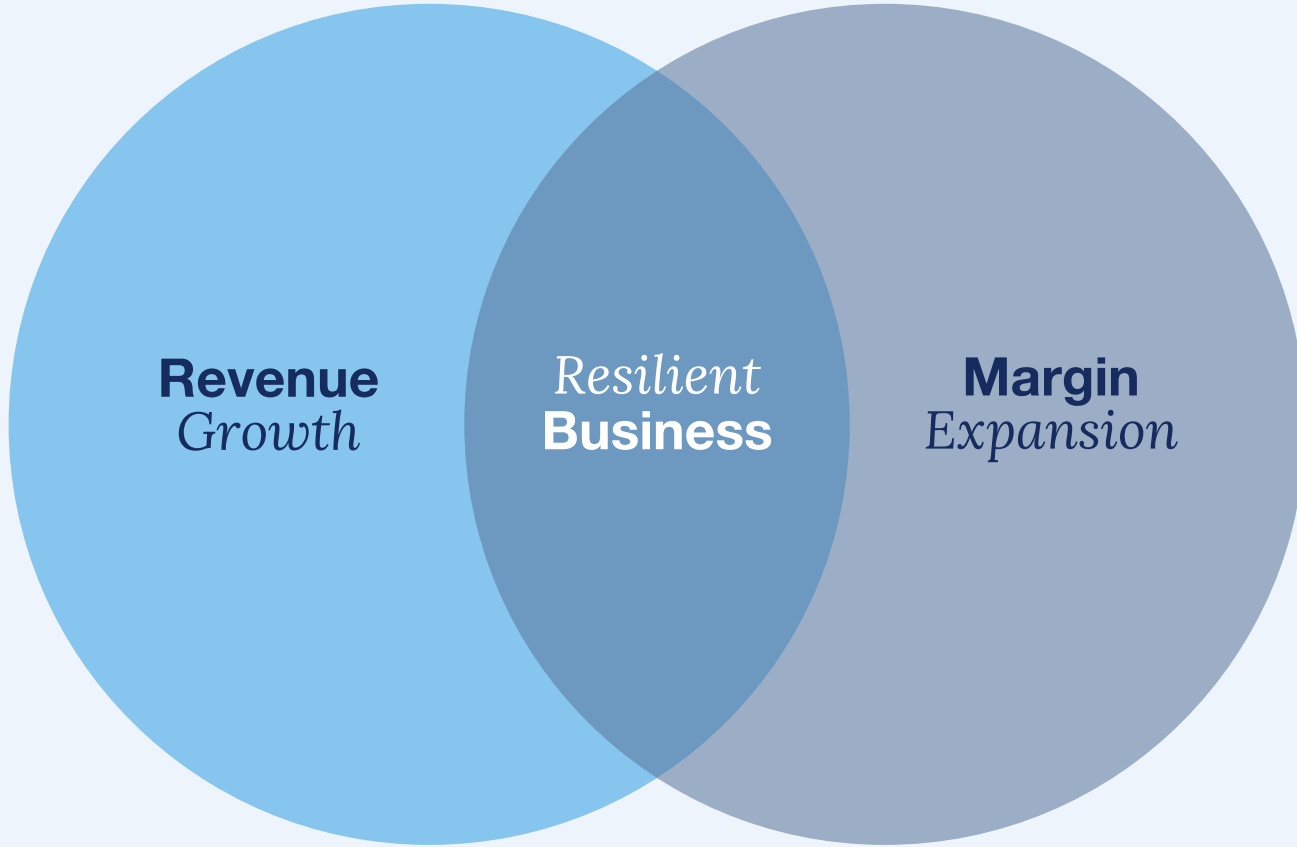 Revenue
Growth
Resilient
Business
Margin
Expansion